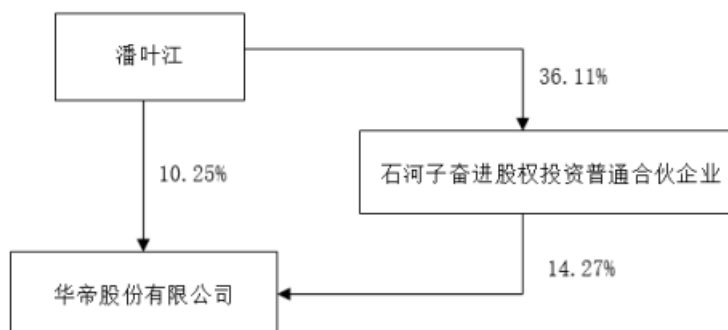 潘叶江
36.11%
10.25%
石河子奋进股权投资普通合伙企业
14.27%
华帝股份有限公司